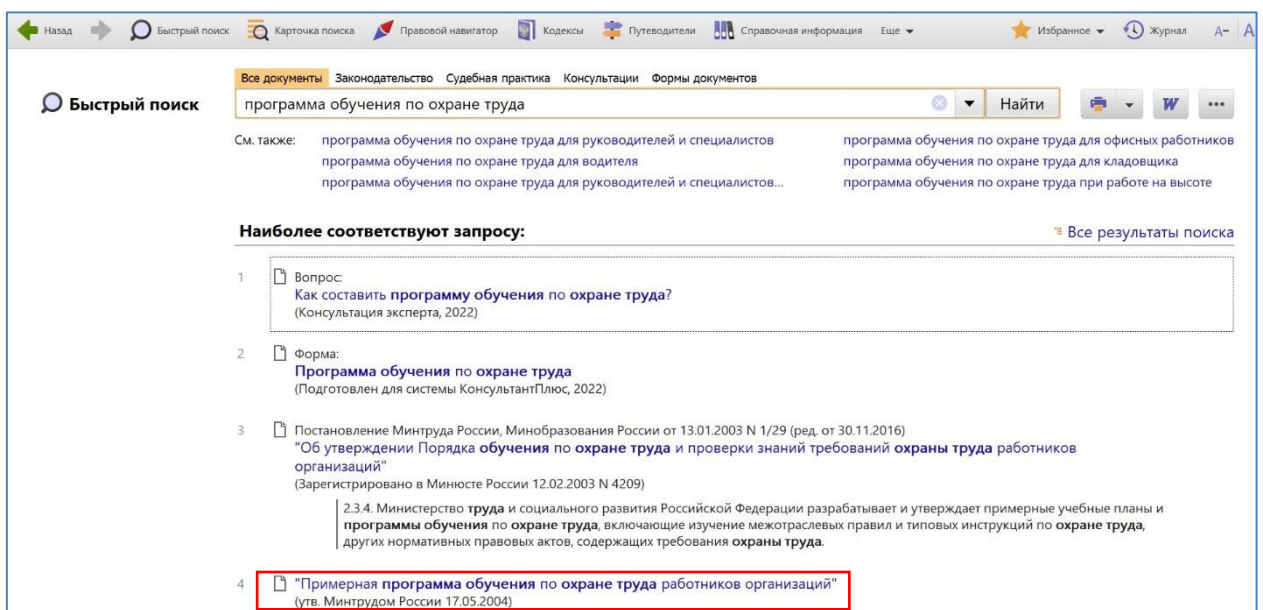 Назад Быстрый поиск Карточка поиска Правовой навигатор Кодексы Путеводители Справочная информация Еще Избранное Журнал A- A
Все документы Законодательство Судебная практика Консультации Формы документов
Быстрый поиск программа обучения по охране труда Найти W ...
См. также: программа обучения по охране труда для руководителей и специалистов программа обучения по охране труда для офисных работников
программа обучения по охране труда для водителя программа обучения по охране труда для кладовщика
программа обучения по охране труда для руководителей и специалистов... программа обучения по охране труда при работе на высоте
Наиболее соответствуют запросу: Все результаты поиска
1 Вопрос:
Как составить программу обучения по охране труда?
(Консультация эксперта, 2022)
2 Форма:
Программа обучения по охране труда
(Подготовлен для системы КонсультантПлюс, 2022)
3 Постановление Минтруда России, Минобразования России от 13.01.2003 N 1/29 (ред. от 30.11.2016)
"Об утверждении Порядка обучения по охране труда и проверки знаний требований охраны труда работников
организаций"
(Зарегистрировано в Минюсте России 12.02.2003 N 4209)
2.3.4. Министерство труда и социального развития Российской Федерации разрабатывает и утверждает примерные учебные планы и
программы обучения по охране труда, включающие изучение межотраслевых правил и типовых инструкций по охране труда,
других нормативных правовых актов, содержащих требования охраны труда.
4 "Примерная программа обучения по охране труда работников организаций"
(утв. Минтрудом России 17.05.2004)